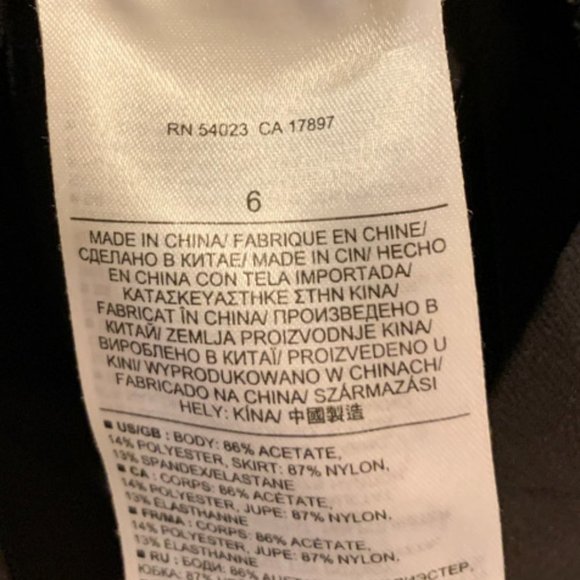 RN 54023 CA 17897
6
MADE IN CHINA/ FABRIQUE EN CHINE/
СДЕЛАНО В КИТАЕ/ MADE IN CIN/ HECHO
EN CHINA CON TELA IMPORTADA/
ΚΑΤΑΣΚΕΥΑΣΤΗΚΕ ΣΤΗΝ ΚΙΝΑ/
FABRICAT ÎN CHINA/ ПРОИЗВЕДЕНО В
КИТАЙ/ ZEMLJA PROIZVODNJE KINA/
ВИРОБЛЕНО В КИТАЇ/ PROIZVEDENO U
KINI/ WYPRODUKOWANO W CHINACH/
FABRICADO NA CHINA/ SZÁRMAZÁSI
HELY: KÍNA/ 中國製造
■ US/GB : BODY: 86% ACETATE,
14% POLYESTER, SKIRT: 87% NYLON,
13% SPANDEX/ELASTANE
■ CA : CORPS: 86% ACÉTATE,
14% POLYESTER, JUPE: 87% NYLON,
13% ÉLASTHANNE
■ FR/MA : CORPS: 86% ACÉTATE,
14% POLYESTER, JUPE: 87% NYLON,
13% ÉLASTHANNE
■ RU : БОДИ: 86%
ЮБКА: 87%